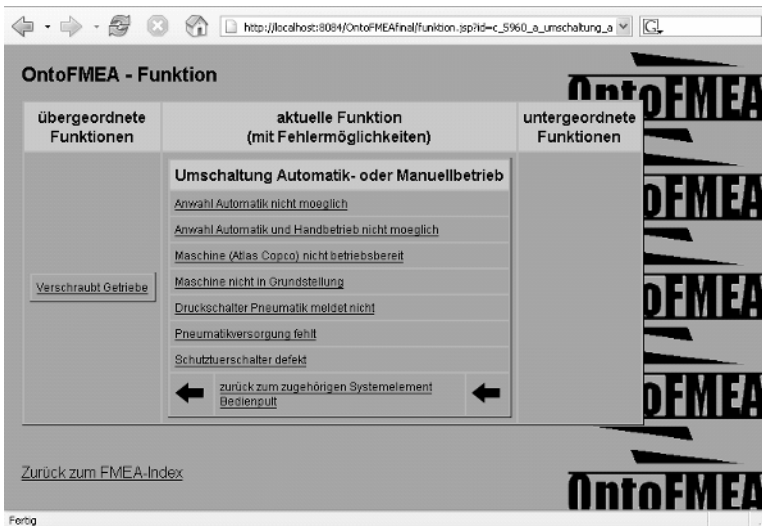 http://localhost:8084/OntoFMEAfinal/funktion.jsp?id=c_5960_a_umschaltung_a
G
OntoFMEA - Funktion
OntoFMEA
übergeordnete
Funktionen
aktuelle Funktion
(mit Fehlermöglichkeiten)
untergeordnete
Funktionen
Umschaltung Automatik- oder Manuellbetrieb
Anwahl Automatik nicht moeglich
Anwahl Automatik und Handbetrieb nicht moeglich
Maschine (Atlas Copco) nicht betriebsbereit
Verschraubt Getriebe
Maschine nicht in Grundstellung
Druckschalter Pneumatik meldet nicht
Pneumatikversorgung fehlt
Schutztuerschalter defekt
zurück zum zugehörigen Systemelement
Bedienpult
Zurück zum FMEA-Index
OntoFMEA
Fertig